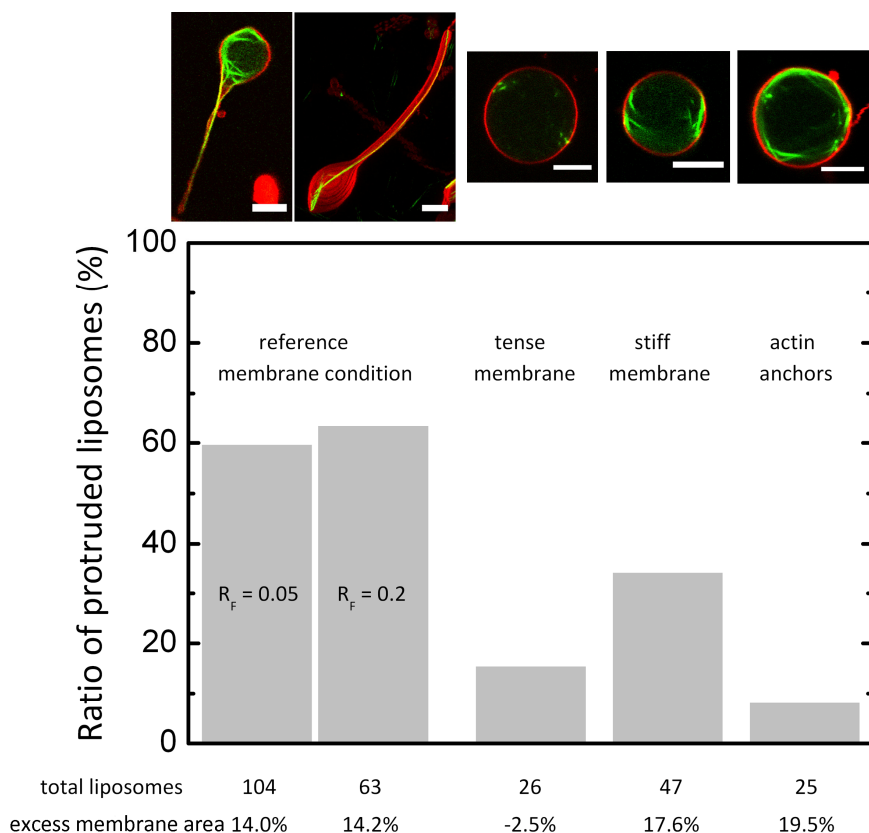 Ratio of protruded liposomes (%)
100
80
60
40
20
0
reference
membrane condition
tense
membrane
stiff
membrane
actin
anchors
R_F = 0.05
R_F = 0.2
total liposomes 104 63 26 47 25
excess membrane area 14.0% 14.2% -2.5% 17.6% 19.5%